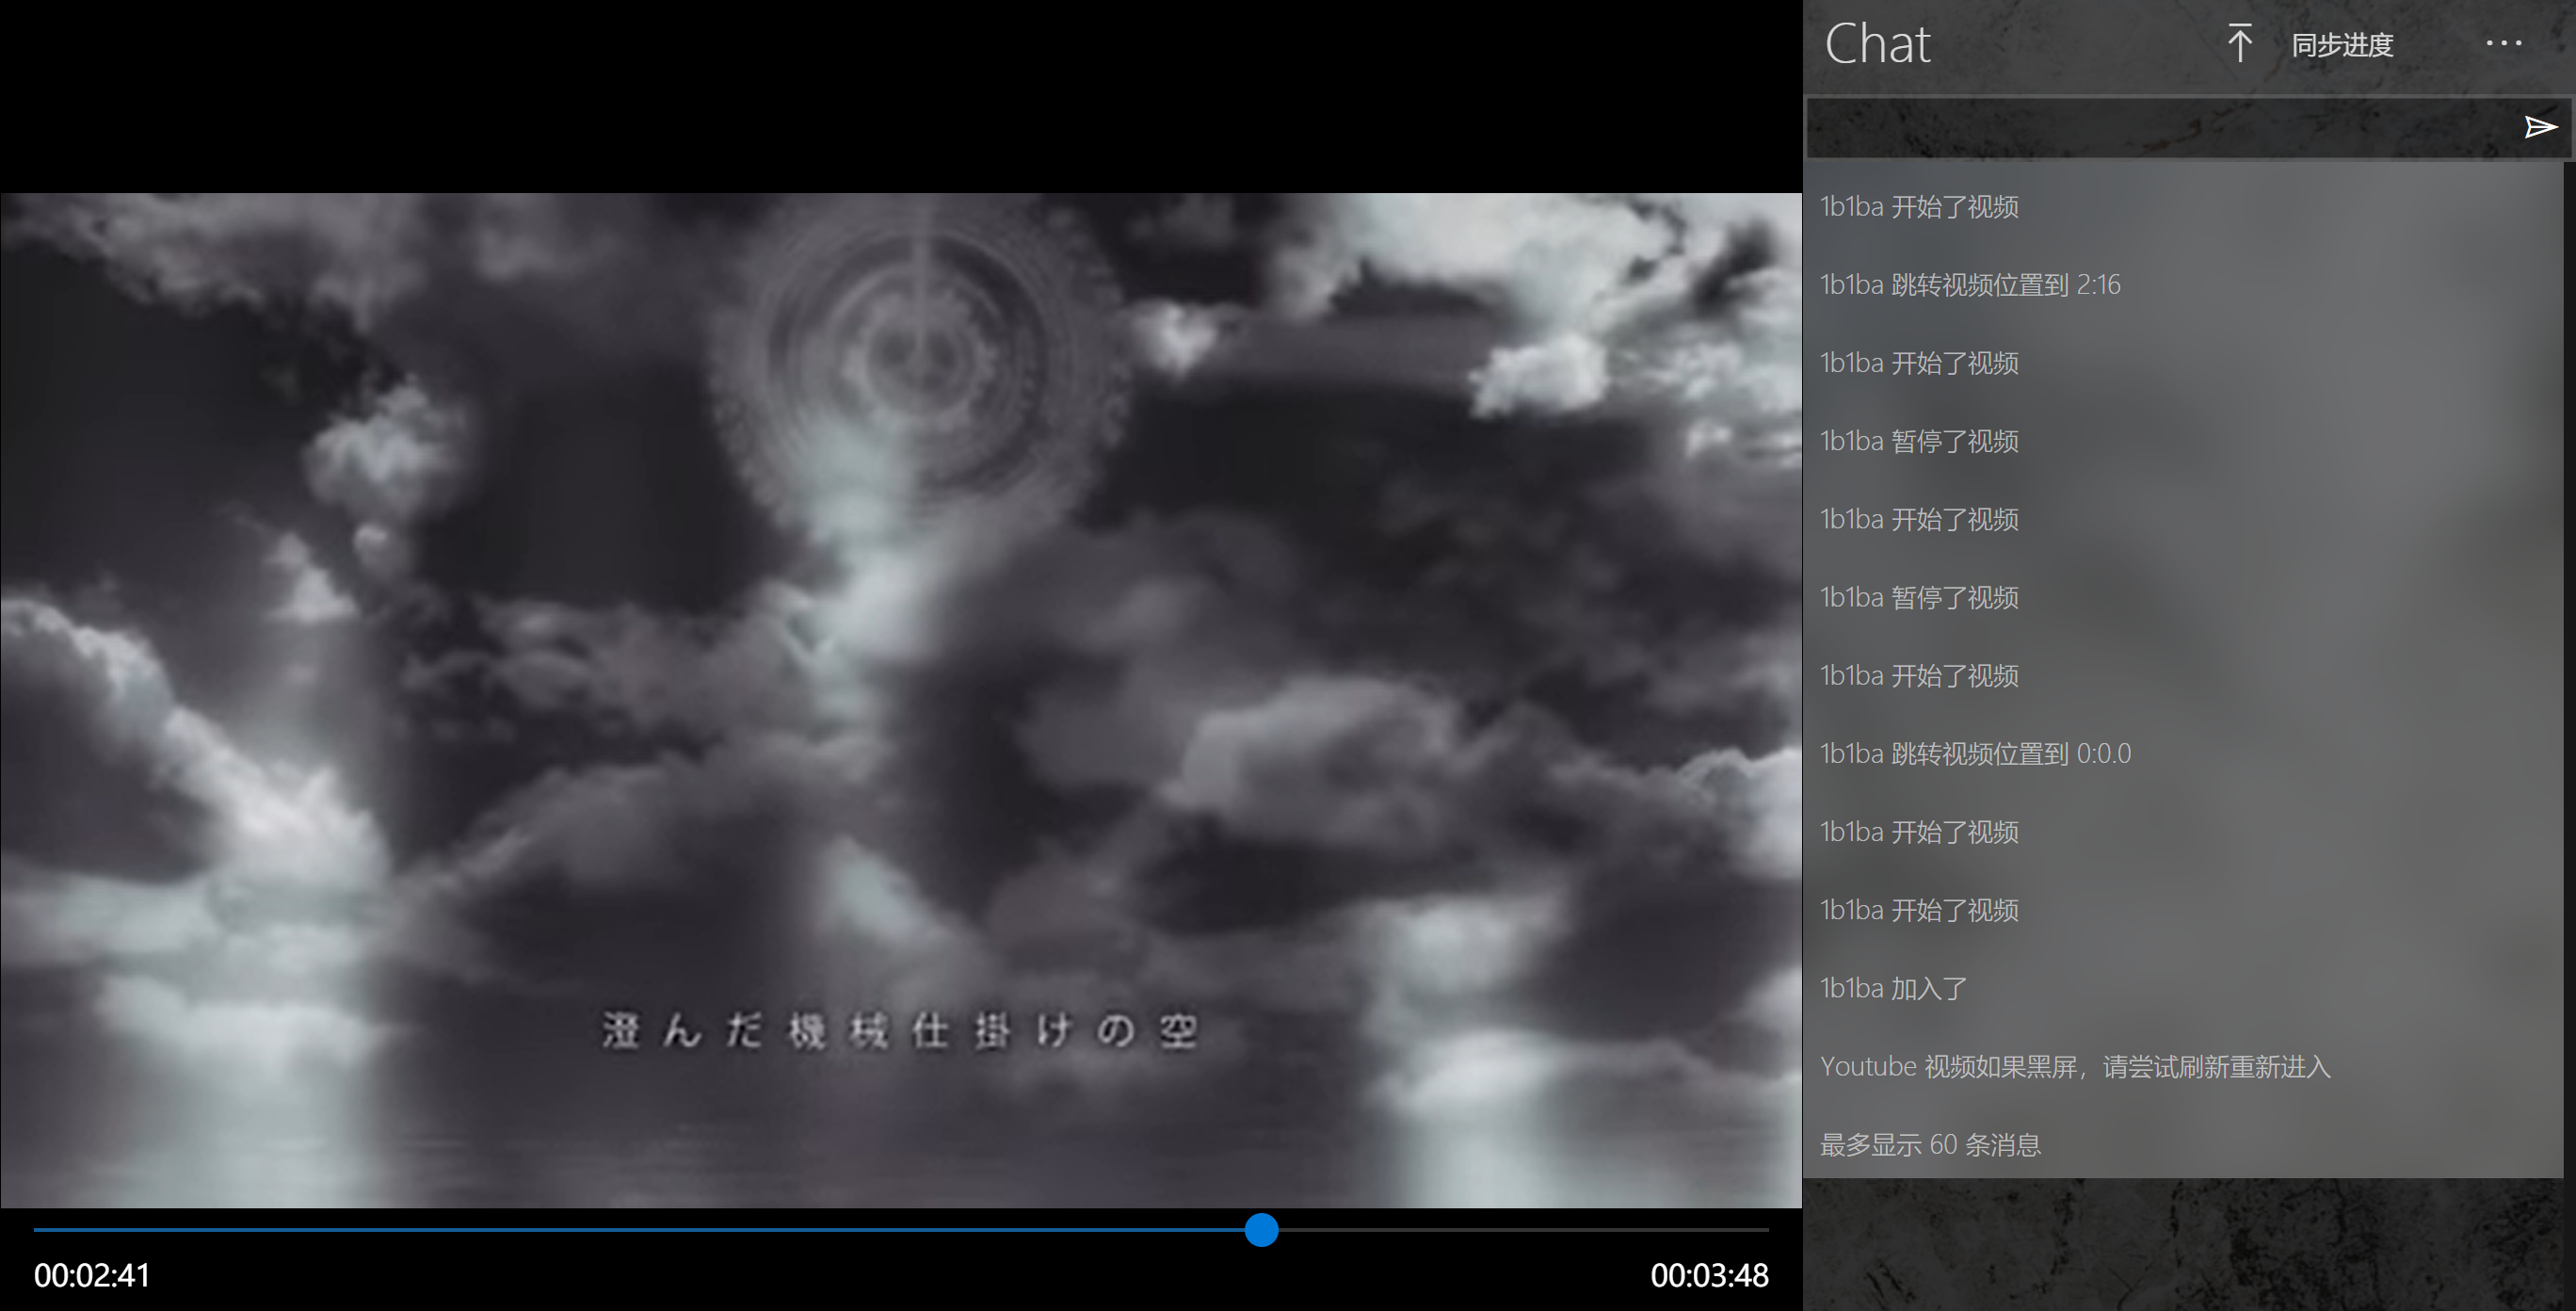 澄んだ機械仕掛けの空
00:02:41
00:03:48
Chat
同步进度
1b1ba 开始了视频
1b1ba 跳转视频位置到 2:16
1b1ba 开始了视频
1b1ba 暂停了视频
1b1ba 开始了视频
1b1ba 暂停了视频
1b1ba 开始了视频
1b1ba 跳转视频位置到 0:0.0
1b1ba 开始了视频
1b1ba 开始了视频
1b1ba 加入了
Youtube 视频如果黑屏，请尝试刷新重新进入
最多显示 60 条消息